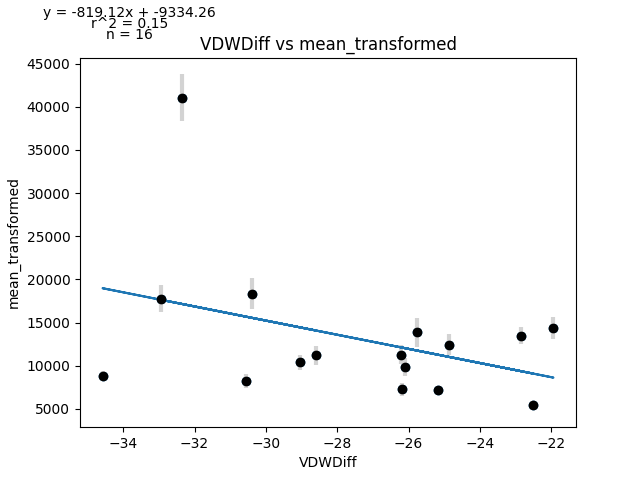 y = -819.12x + -9334.26
r^2 = 0.15
n = 16
VDWDiff vs mean_transformed
45000
40000
35000
30000
25000
20000
15000
10000
5000
mean_transformed
−34 −32 −30 −28 −26 −24 −22
VDWDiff